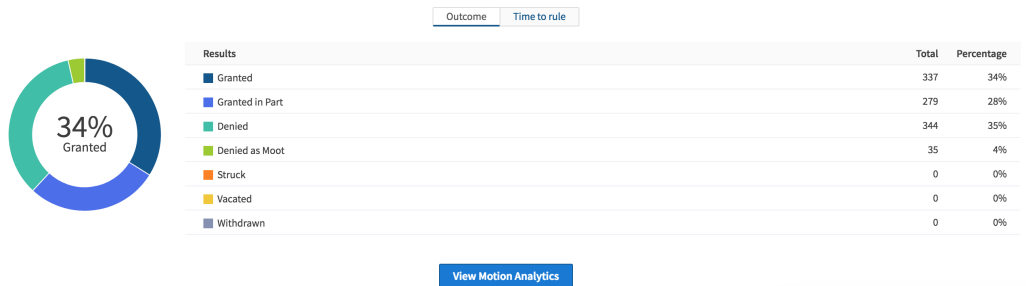 Outcome Time to rule
Results Total Percentage
34%
Granted
Granted 337 34%
Granted in Part 279 28%
Denied 344 35%
Denied as Moot 35 4%
Struck 0 0%
Vacated 0 0%
Withdrawn 0 0%
View Motion Analytics